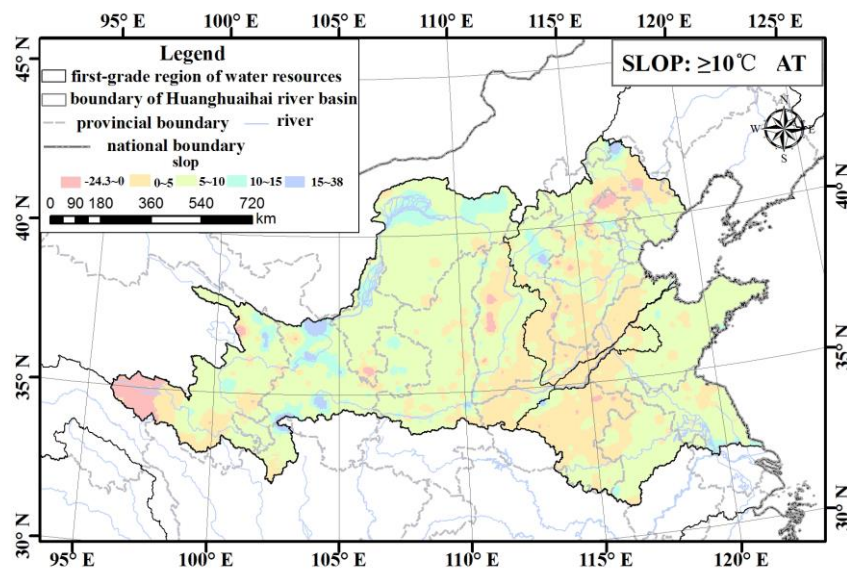 95° E 100° E 105° E 110° E 115° E 120° E 125° E
45° N
40° N
35° N
30° N
Legend
first-grade region of water resources
boundary of Huanghuaihai river basin
provincial boundary river
national boundary
slop
-24.3~0 0~5 5~10 10~15 15~38
0 90 180 360 540 720
km
SLOP: ≥10℃ AT
N
W E
S
40° N
35° N
30° N
95° E 100° E 105° E 110° E 115° E 120° E